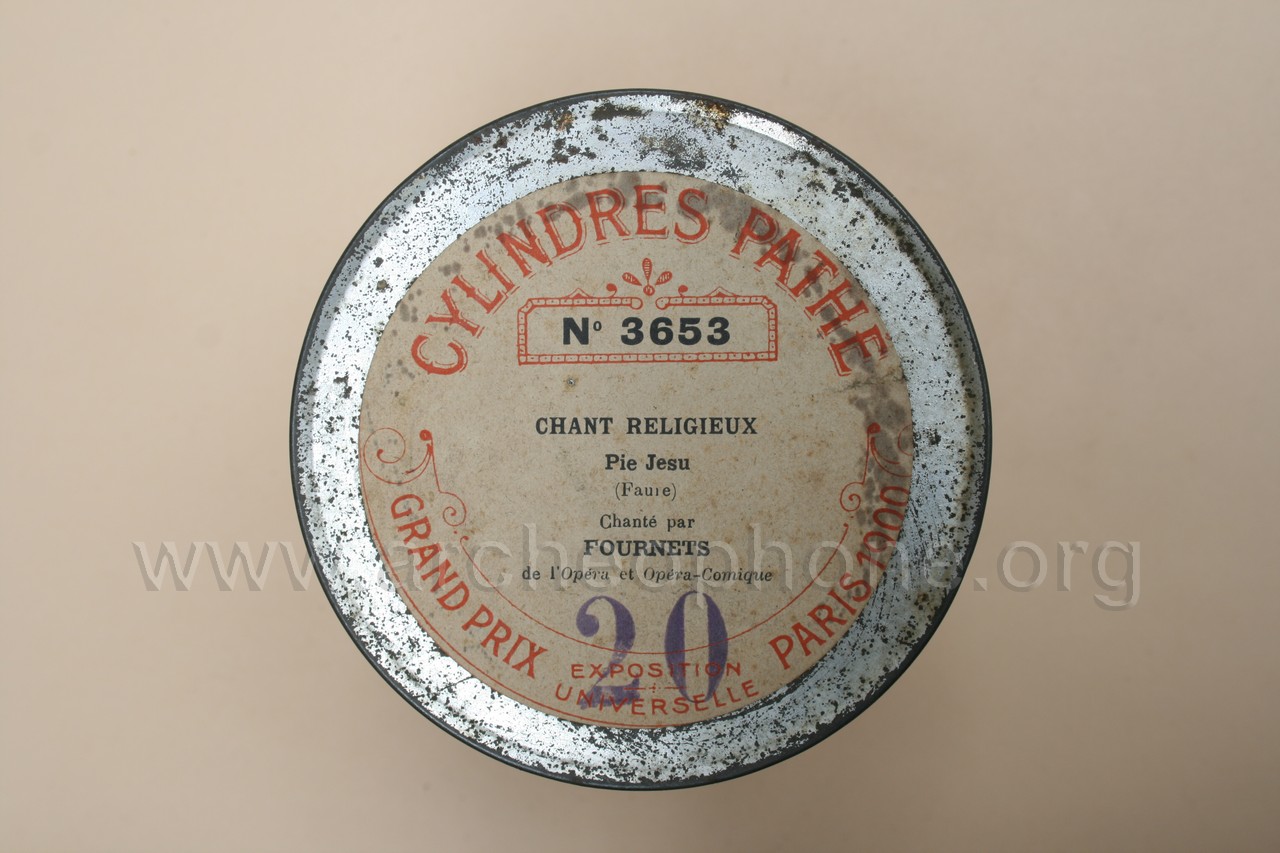 CYLINDRES PATHE
Nº 3653
CHANT RELIGIEUX
Pie Jesu
(Faure)
Chanté par
FOURNETS
de l'Opéra et Opéra-Comique
20
GRAND PRIX
EXPOSITION
UNIVERSELLE
PARIS 1900
www.archeophone.org